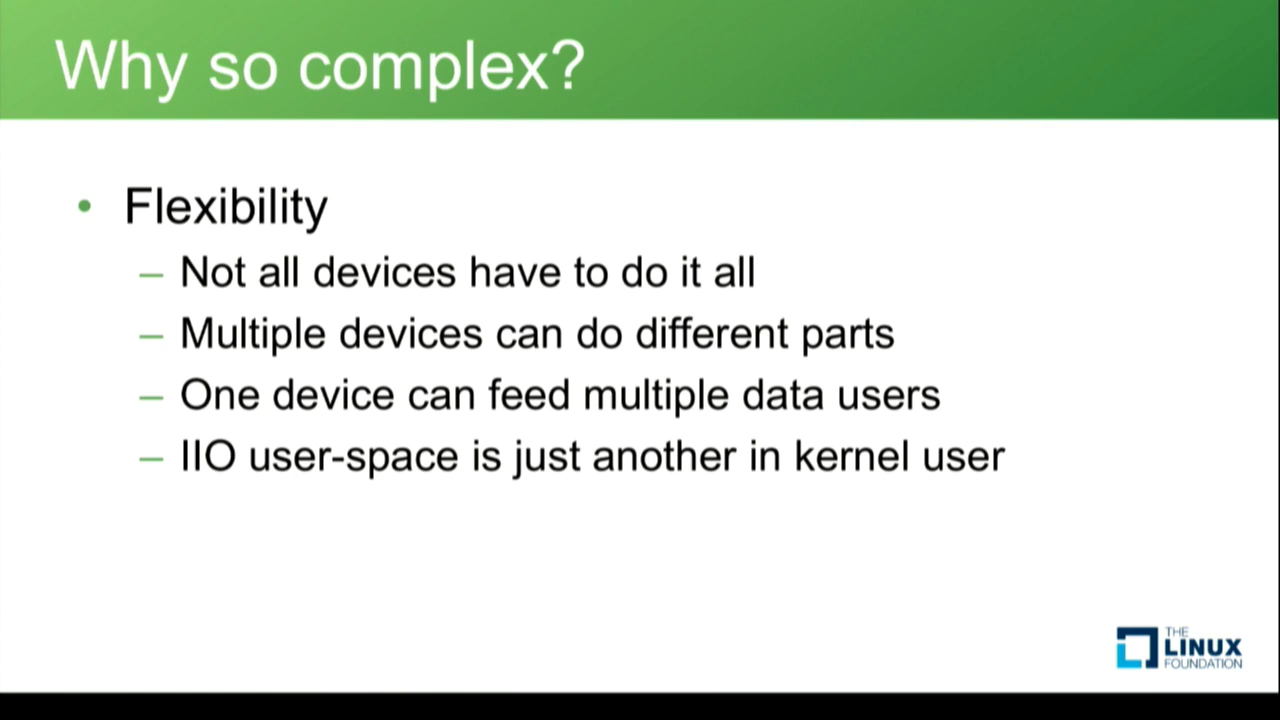 Why so complex?
• Flexibility
– Not all devices have to do it all
– Multiple devices can do different parts
– One device can feed multiple data users
– IIO user-space is just another in kernel user
THE
LINUX
FOUNDATION